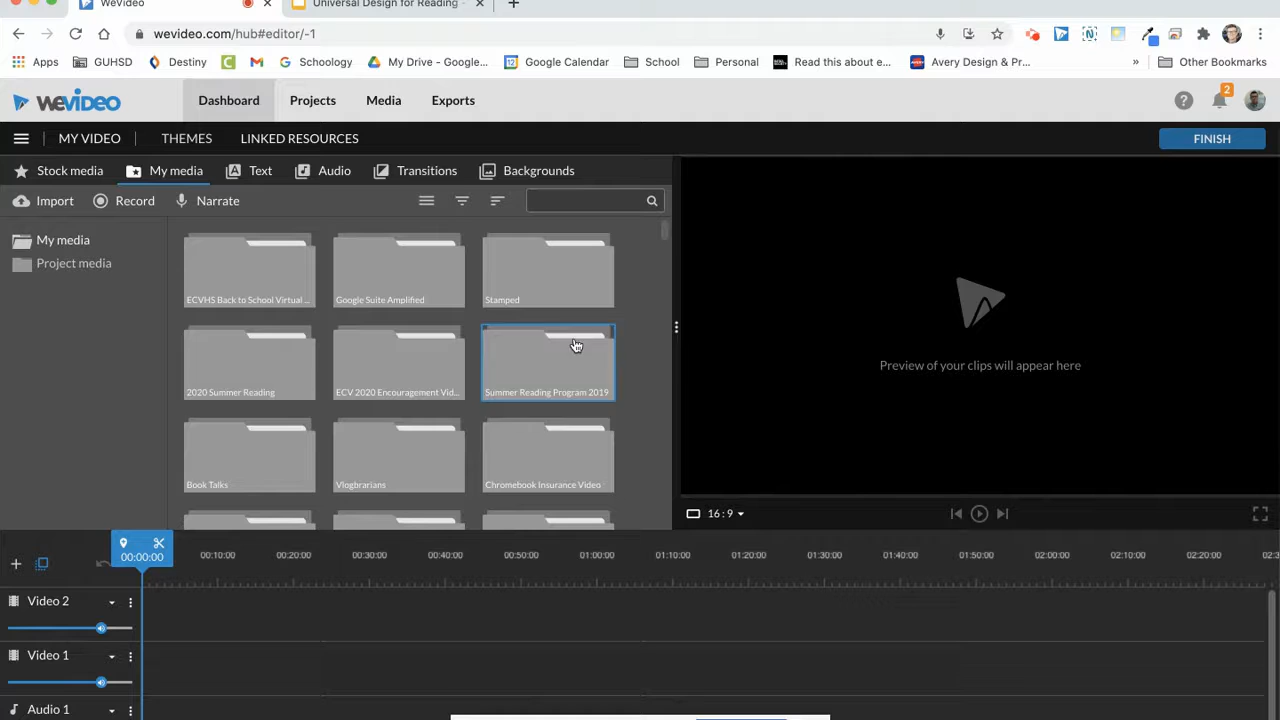 WeVideo
Universal Design for Reading -
wevideo.com/hub#editor/-1
Apps
GUHSD
Destiny
Schoology
My Drive - Google...
Google Calendar
School
Personal
Read this about e...
Avery Design & Pr...
»
Other Bookmarks
wevideo
Dashboard
Projects
Media
Exports
2
MY VIDEO
THEMES
LINKED RESOURCES
FINISH
Stock media
My media
Text
Audio
Transitions
Backgrounds
Import
Record
Narrate
My media
Project media
ECVHS Back to School Virtual ...
Google Suite Amplified
Stamped
2020 Summer Reading
ECV 2020 Encouragement Vid...
Summer Reading Program 2019
Book Talks
Vlogbrarians
Chromebook Insurance Video
Preview of your clips will appear here
16:9
00:00:00
00:10:00
00:20:00
00:30:00
00:40:00
00:50:00
01:00:00
01:10:00
01:20:00
01:30:00
01:40:00
01:50:00
02:00:00
02:10:00
02:20:00
02:3
Video 2
Video 1
Audio 1